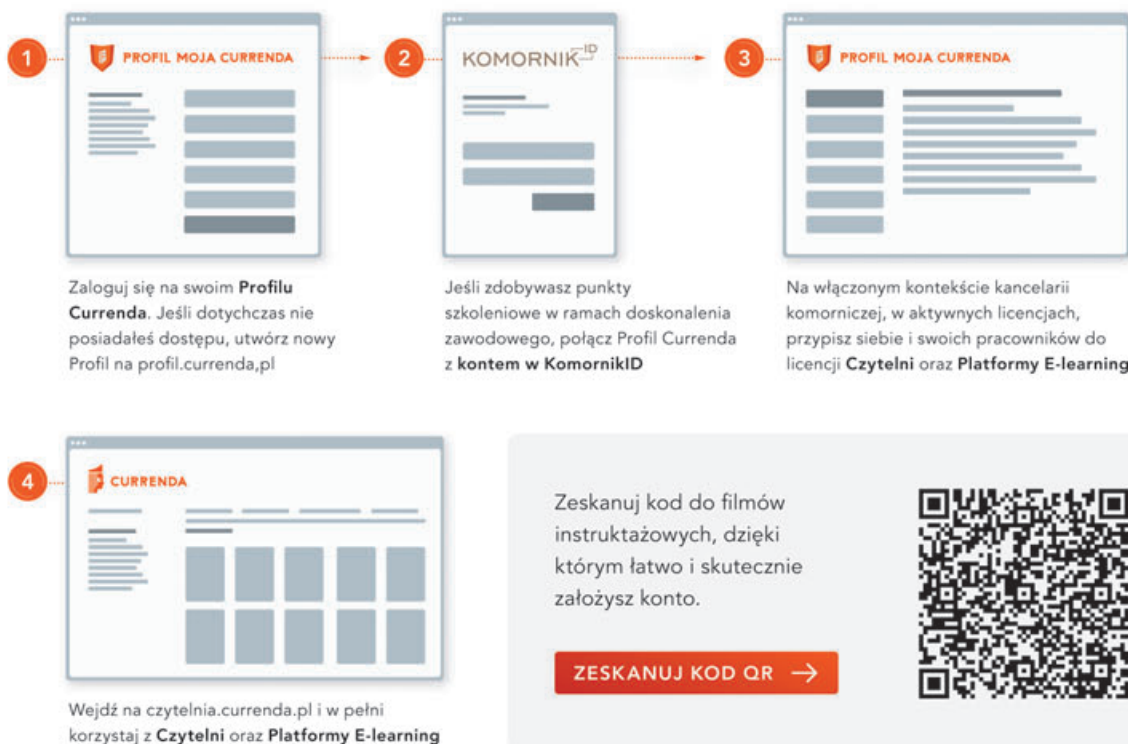 1
PROFIL MOJA CURRENDA
2
KOMORNIK ID
3
PROFIL MOJA CURRENDA
Zaloguj się na swoim Profilu
Currenda. Jeśli dotychczas nie
posiadałeś dostępu, utwórz nowy
Profil na profil.currenda,pl
Jeśli zdobywasz punkty
szkoleniowe w ramach doskonalenia
zawodowego, połącz Profil Currenda
z kontem w KomornikID
Na włączonym kontekście kancelarii
komorniczej, w aktywnych licencjach,
przypisz siebie i swoich pracowników do
licencji Czytelni oraz Platformy E-learning
4
CURRENDA
Wejdź na czytelnia.currenda.pl i w pełni
korzystaj z Czytelni oraz Platformy E-learning
Zeskanuj kod do filmów
instruktażowych, dzięki
którym łatwo i skutecznie
założysz konto.
ZESKANUJ KOD QR →